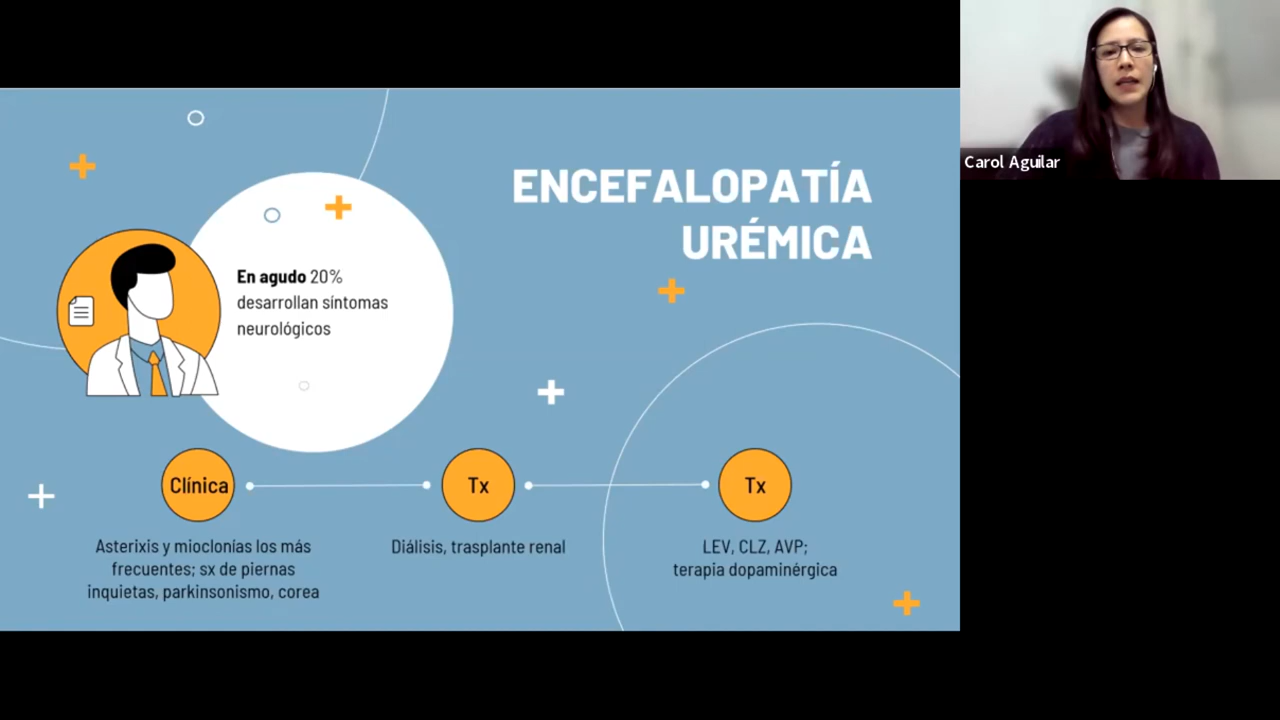 ENCEFALOPATÍA
URÉMICA
En agudo 20%
desarrollan síntomas
neurológicos
Clínica
Asterixis y mioclonías los más
frecuentes; sx de piernas
inquietas, parkinsonismo, corea
Tx
Diálisis, trasplante renal
Tx
LEV, CLZ, AVP;
terapia dopaminérgica
Carol Aguilar